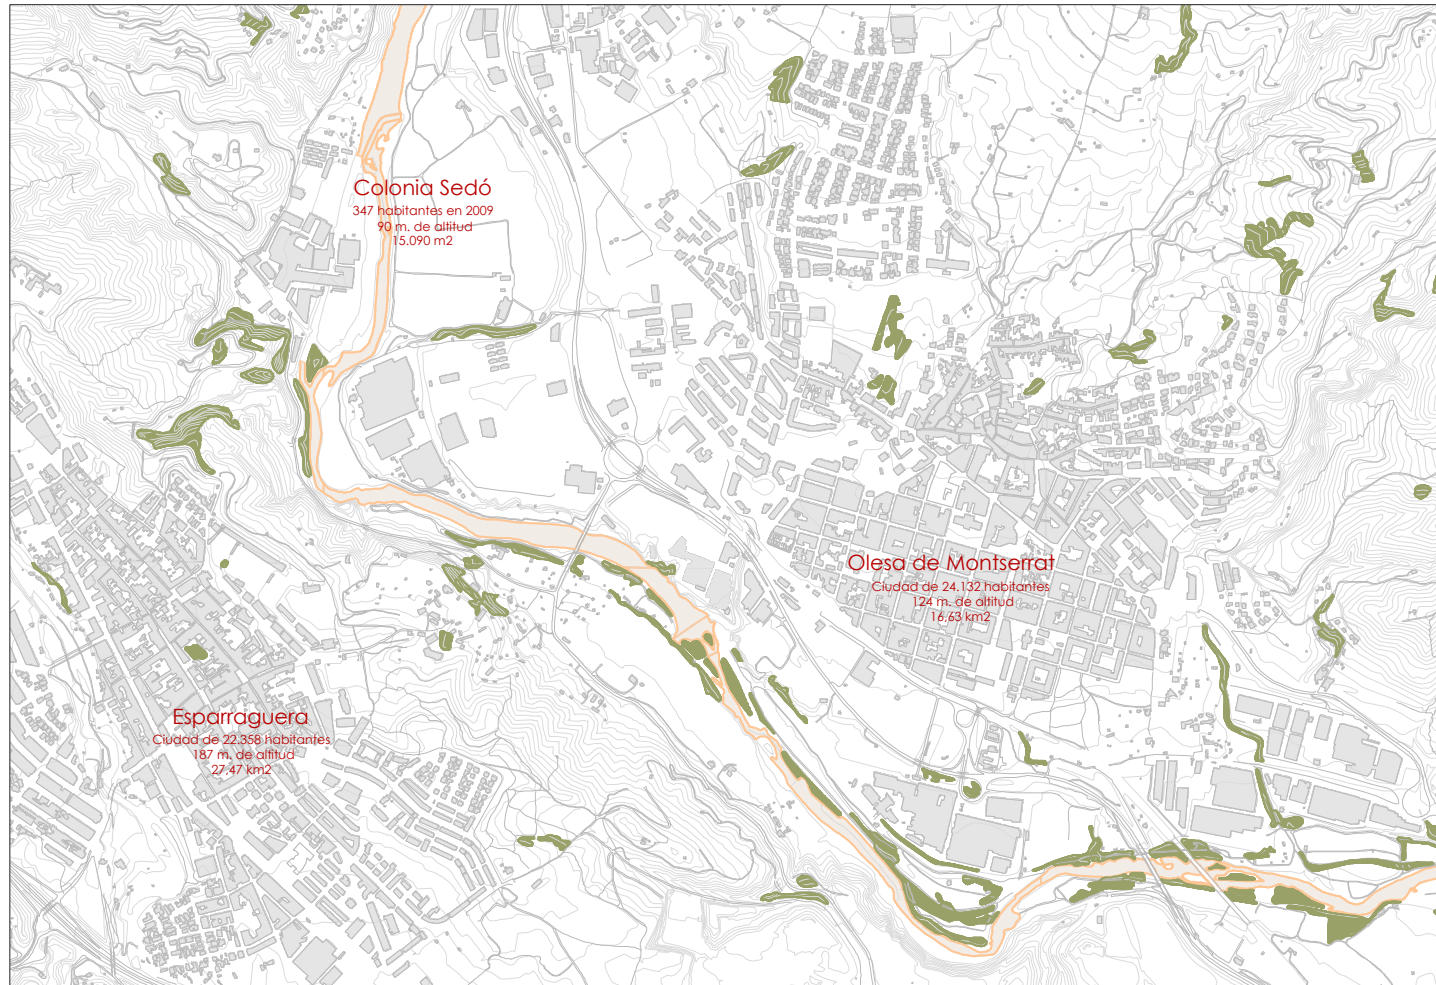 Colonia Sedó
347 habitantes en 2009
90 m. de altitud
15.090 m2
Olesa de Montserrat
Ciudad de 24.132 habitantes
124 m. de altitud
16,63 km2
Esparraguera
Ciudad de 22.358 habitantes
187 m. de altitud
27,47 km2